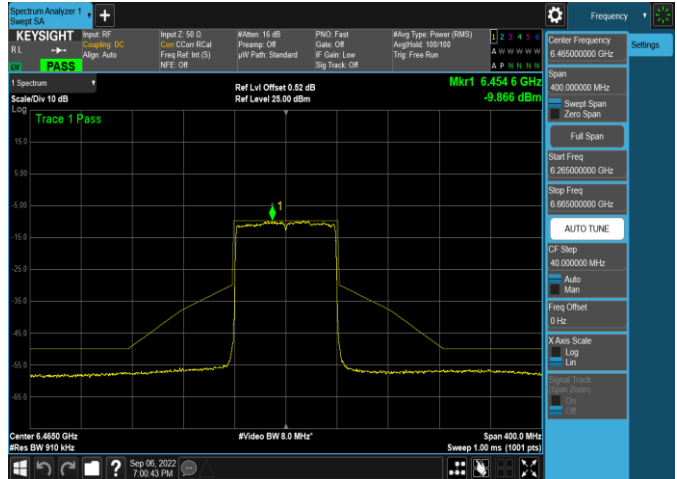 Spectrum Analyzer 1
Swept SA
Frequency
KEYSIGHT
RL
PASS
Input: RF
Coupling: DC
Align: Auto
Input Z: 50 Ω
Corr CCorr RCal
Freq Ref: Int (S)
NFE: Off
#Atten: 16 dB
Preamp: Off
µW Path: Standard
PNO: Fast
Gate: Off
IF Gain: Low
Sig Track: Off
#Avg Type: Power (RMS)
Avg|Hold: 100/100
Trig: Free Run
1 2 3 4 5 6
A W W W W W
A P N N N N
1 Spectrum
Scale/Div 10 dB
Log
Ref Lvl Offset 0.52 dB
Ref Level 25.00 dBm
Mkr1 6.454 6 GHz
-9.866 dBm
Trace 1 Pass
15.0
5.00
-5.00
1
-15.0
-25.0
-35.0
-45.0
-55.0
-65.0
Center 6.4650 GHz
#Res BW 910 kHz
#Video BW 8.0 MHz*
Span 400.0 MHz
Sweep 1.00 ms (1001 pts)
Sep 06, 2022
7:00:43 PM
Center Frequency
6.465000000 GHz
Settings
Span
400.000000 MHz
Swept Span
Zero Span
Full Span
Start Freq
6.265000000 GHz
Stop Freq
6.665000000 GHz
AUTO TUNE
CF Step
40.000000 MHz
Auto
Man
Freq Offset
0 Hz
X Axis Scale
Log
Lin
Signal Track
(Span Zoom)
On
Off